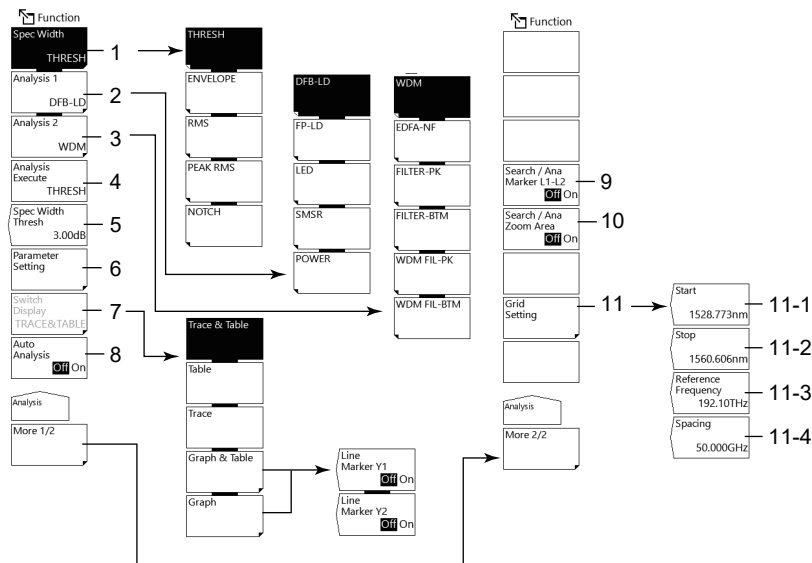 Function
Spec Width
THRESH
1
Analysis 1
DFB-LD
2
Analysis 2
WDM
3
Analysis
Execute
THRESH
4
Spec Width
Thresh
3.00dB
5
Parameter
Setting
6
Switch
Display
TRACE&TABLE
7
Auto
Analysis
Off On
8
Analysis
More 1/2
THRESH
ENVELOPE
RMS
PEAK RMS
NOTCH
DFB-LD
FP-LD
LED
SMSR
POWER
WDM
EDFA-NF
FILTER-PK
FILTER-BTM
WDM FIL-PK
WDM FIL-BTM
Trace & Table
Table
Trace
Graph & Table
Graph
Line
Marker Y1
Off On
Line
Marker Y2
Off On
Function
Search / Ana
Marker L1-L2
Off On
9
Search / Ana
Zoom Area
Off On
10
Grid
Setting
11
Analysis
More 2/2
Start
1528.773nm
11-1
Stop
1560.606nm
11-2
Reference
Frequency
192.10THz
11-3
Spacing
50.000GHz
11-4